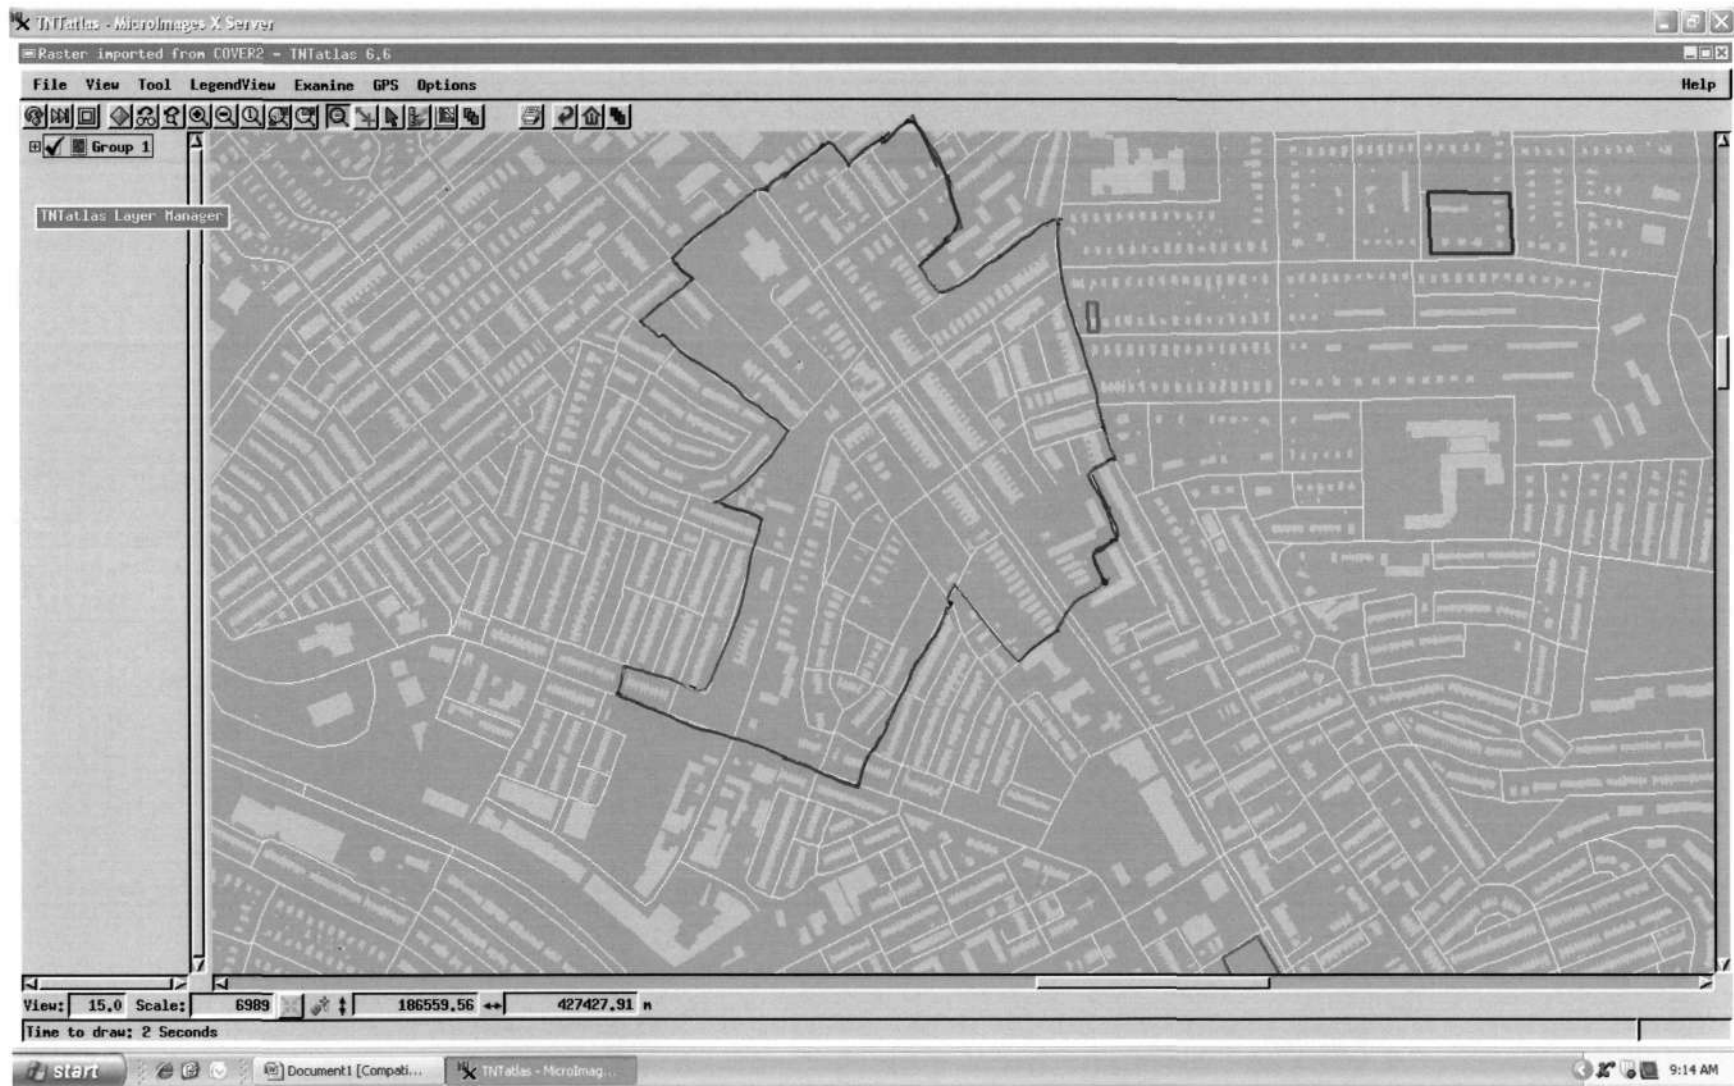 TNTatlas - MicroImages X Server
Raster imported from COVER2 - TNTatlas 6.6
File View Tool LegendView Examine GPS Options Help
Group 1
TNTatlas Layer Manager
View: 15.0 Scale: 6989 186559.56 427427.91 m
Time to draw: 2 Seconds
start Document1 [Compati... TNTatlas - MicroImag... 9:14 AM